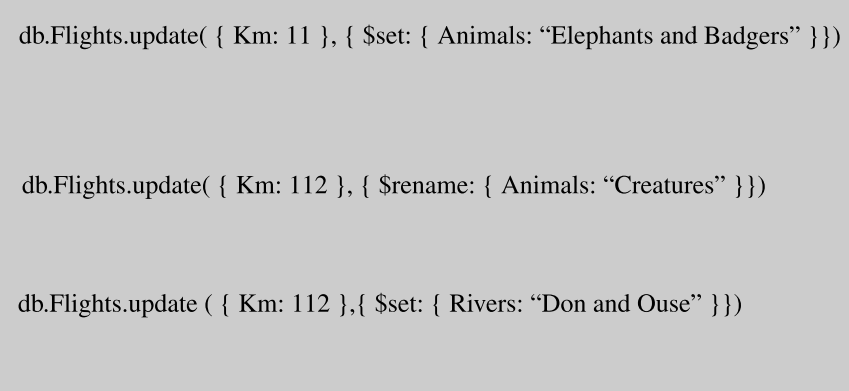 db.Flights.update( { Km: 11 }, { $set: { Animals: “Elephants and Badgers” }})
db.Flights.update( { Km: 112 }, { $rename: { Animals: “Creatures” }})
db.Flights.update ( { Km: 112 },{ $set: { Rivers: “Don and Ouse” }})